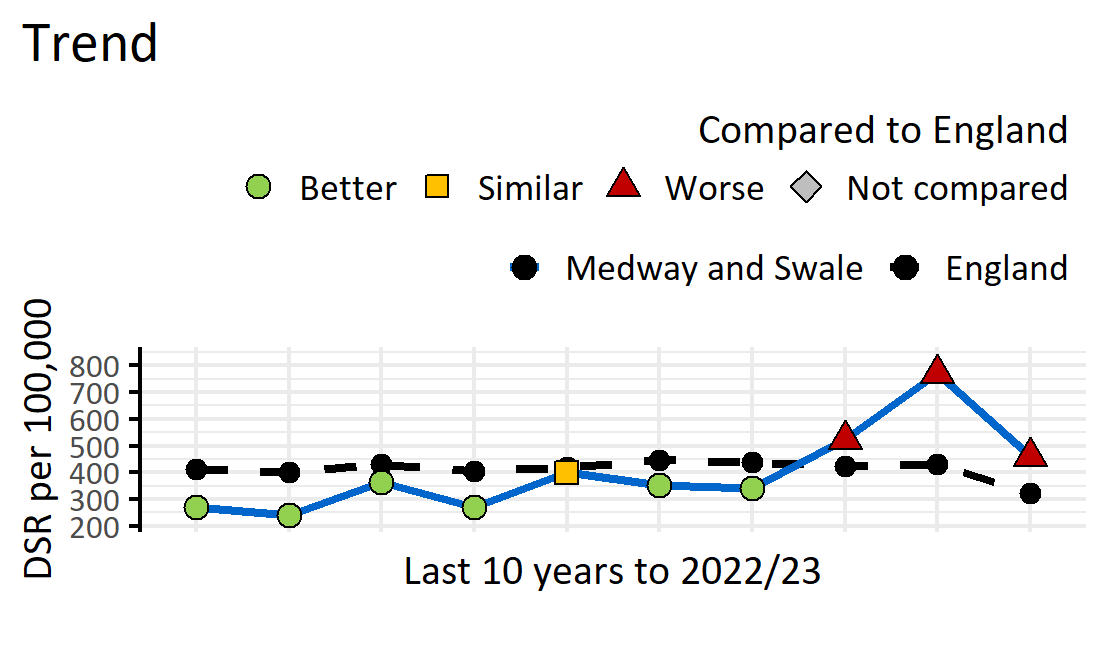 Trend
Compared to England
Better Similar Worse Not compared
Medway and Swale England
DSR per 100,000
800
700
600
500
400
300
200
Last 10 years to 2022/23